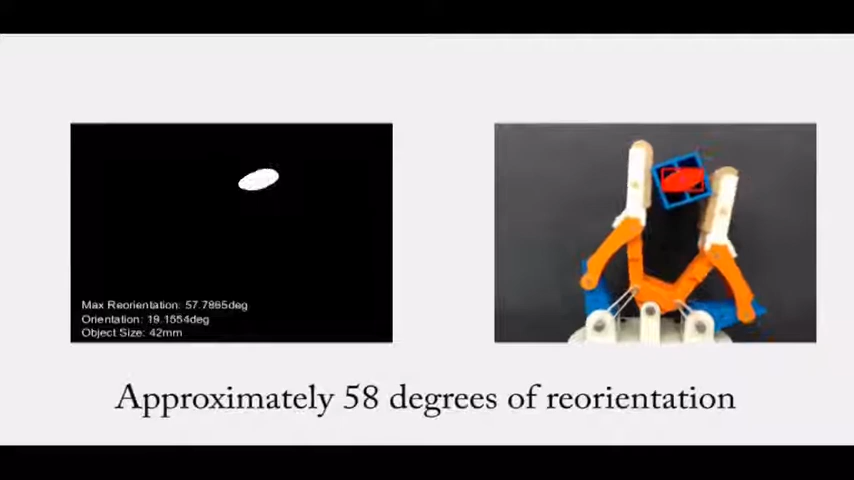 Max Reorientation: 57.7865deg
Orientation: 19.1554deg
Object Size: 42mm
Approximately 58 degrees of reorientation